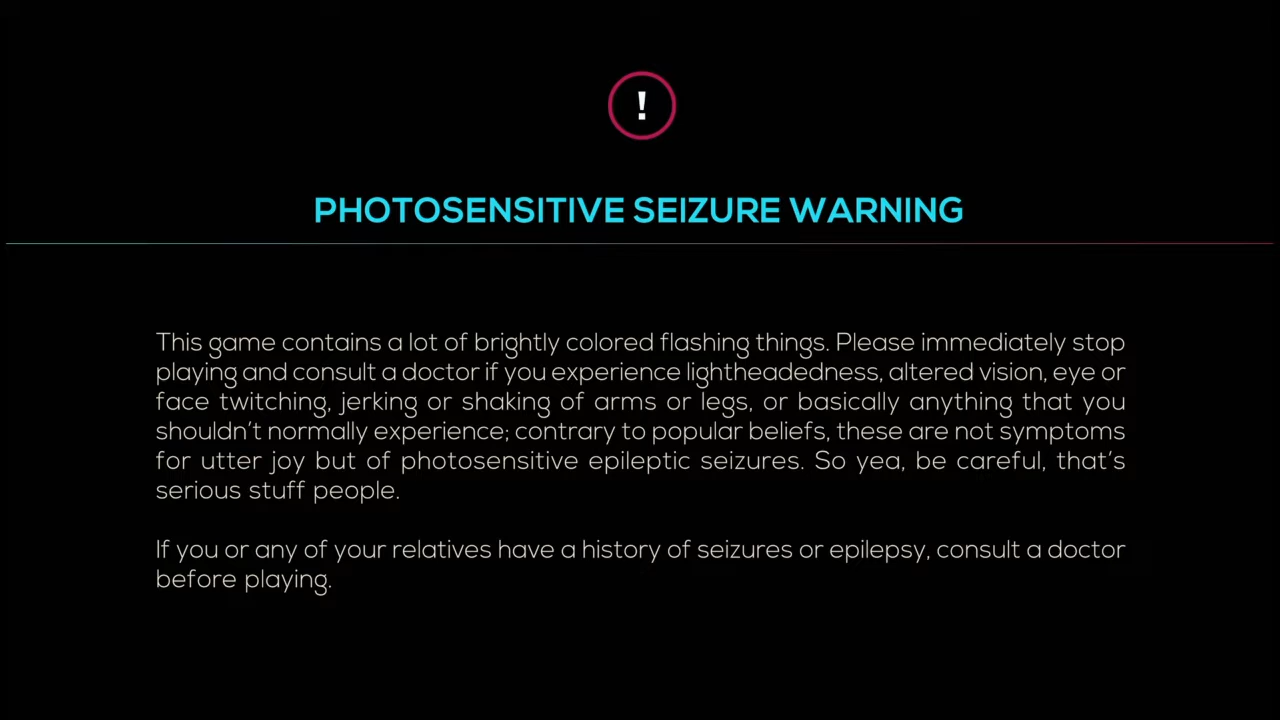 !
PHOTOSENSITIVE SEIZURE WARNING
This game contains a lot of brightly colored flashing things. Please immediately stop
playing and consult a doctor if you experience lightheadedness, altered vision, eye or
face twitching, jerking or shaking of arms or legs, or basically anything that you
shouldn't normally experience; contrary to popular beliefs, these are not symptoms
for utter joy but of photosensitive epileptic seizures. So yea, be careful, that's
serious stuff people.
If you or any of your relatives have a history of seizures or epilepsy, consult a doctor
before playing.